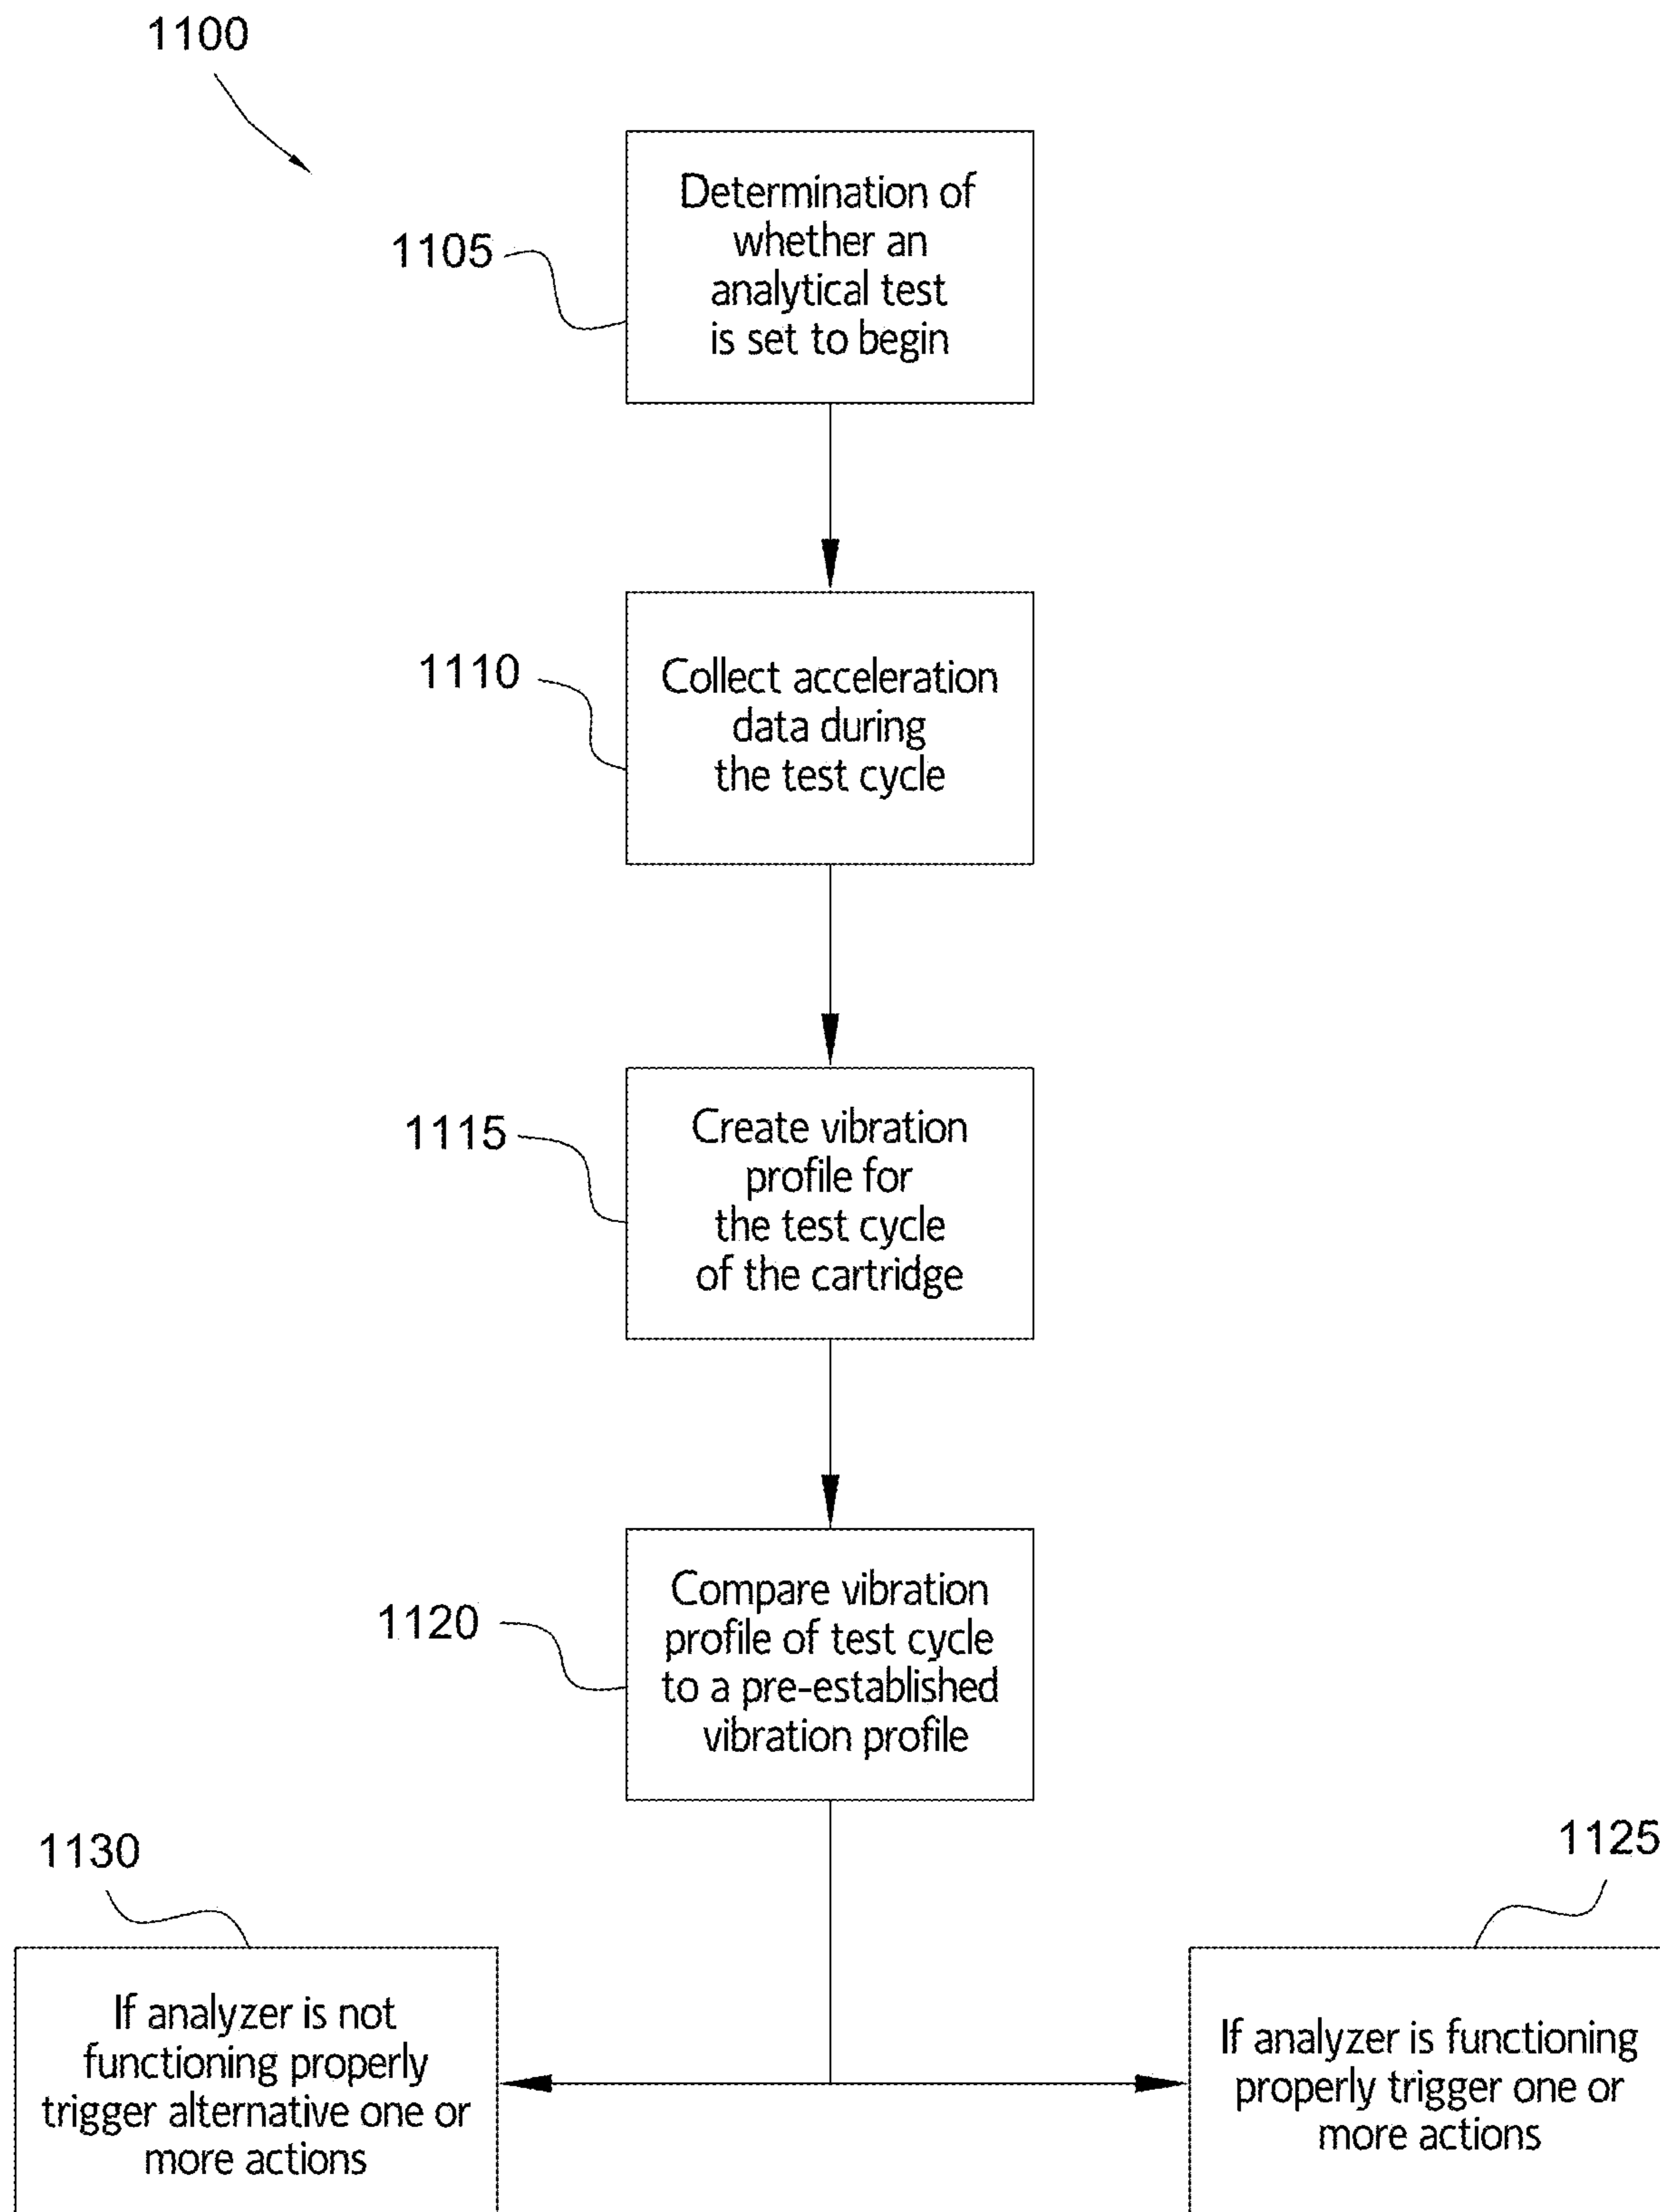 1100
1105
Determination of
whether an
analytical test
is set to begin
1110
Collect acceleration
data during
the test cycle
1115
Create vibration
profile for
the test cycle
of the cartridge
1120
Compare vibration
profile of test cycle
to a pre-established
vibration profile
1130
If analyzer is not
functioning properly
trigger alternative one or
more actions
1125
If analyzer is functioning
properly trigger one or
more actions